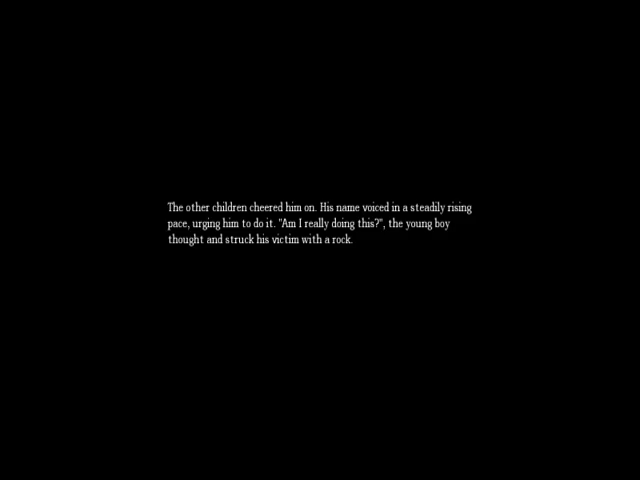 The other children cheered him on. His name voiced in a steadily rising
pace, urging him to do it. "Am I really doing this?", the young boy
thought and struck his victim with a rock.